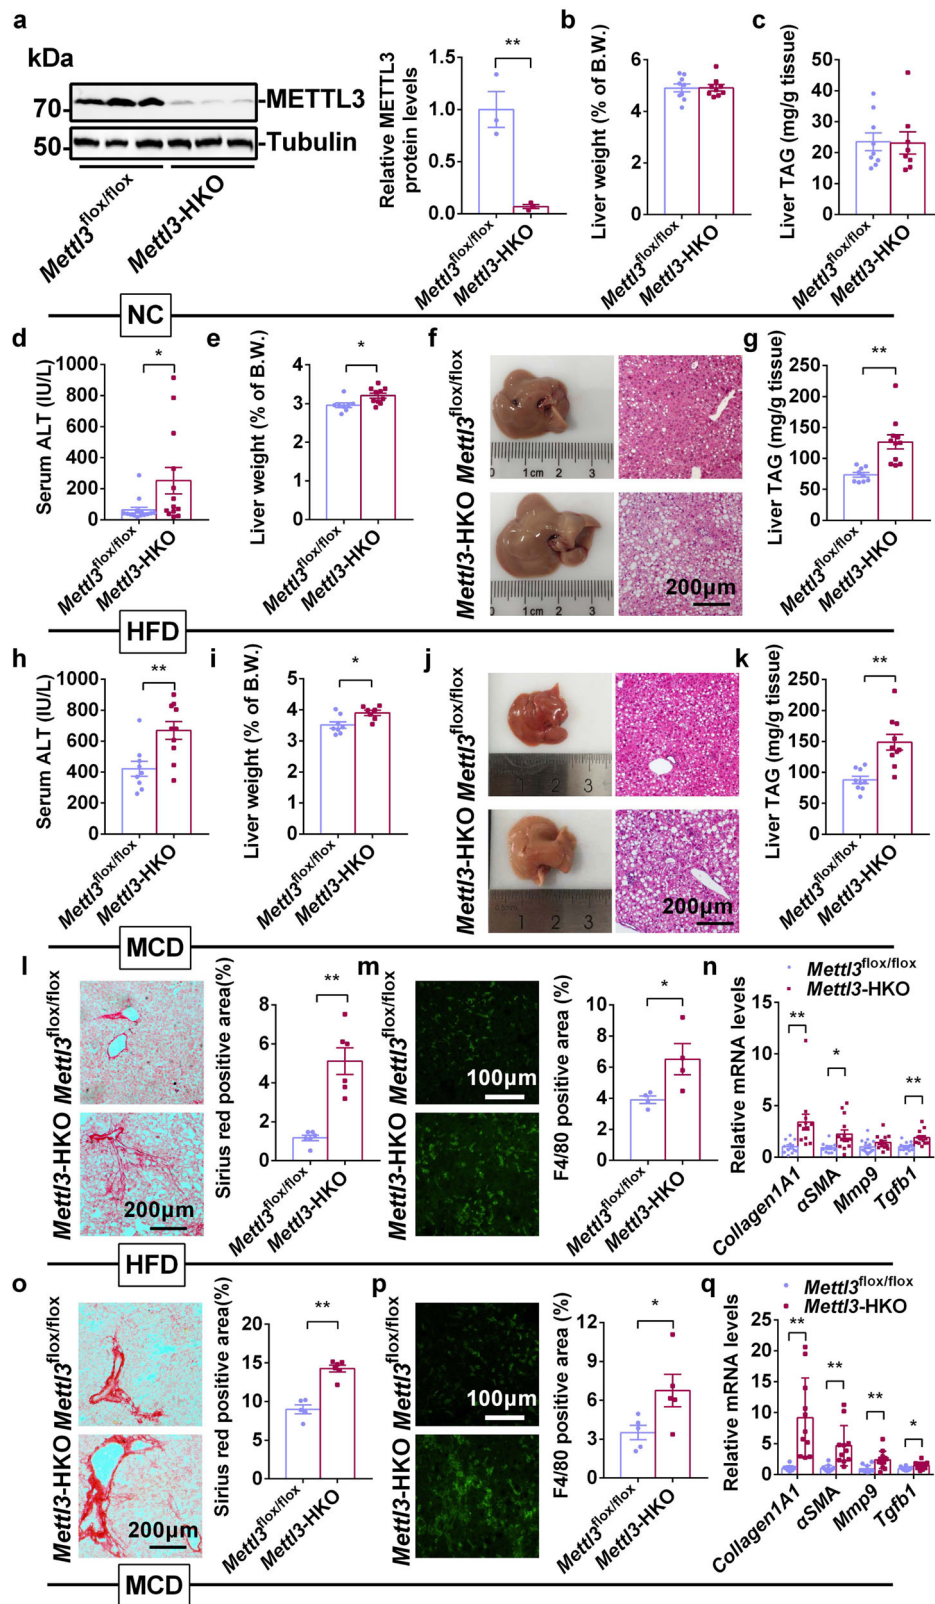 a
kDa
70
50
-METTL3
-Tubulin
Mettl3flox/flox
Mettl3-HKO
Relative METTL3
protein levels
1.5
1.0
0.5
0.0
**
Mettl3flox/flox
Mettl3-HKO
b
Liver weight (% of B.W.)
6
4
2
0
Mettl3flox/flox
Mettl3-HKO
c
Liver TAG (mg/g tissue)
50
40
30
20
10
0
Mettl3flox/flox
Mettl3-HKO
NC
d
Serum ALT (IU/L)
1000
800
600
400
200
0
*
Mettl3flox/flox
Mettl3-HKO
e
Liver weight (% of B.W.)
4
3
2
1
0
*
Mettl3flox/flox
Mettl3-HKO
f
Mettl3flox/flox
Mettl3-HKO
0 1cm 2 3
0 1cm 2 3
200μm
g
Liver TAG (mg/g tissue)
250
200
150
100
50
0
**
Mettl3flox/flox
Mettl3-HKO
HFD
h
Serum ALT (IU/L)
1000
800
600
400
200
0
**
Mettl3flox/flox
Mettl3-HKO
i
Liver weight (% of B.W.)
5
4
3
2
1
0
*
Mettl3flox/flox
Mettl3-HKO
j
Mettl3flox/flox
Mettl3-HKO
1 2 3
1 2 3
200μm
k
Liver TAG (mg/g tissue)
250
200
150
100
50
0
**
Mettl3flox/flox
Mettl3-HKO
MCD
l
Mettl3flox/flox
Mettl3-HKO
200μm
Sirius red positive area(%)
8
6
4
2
0
**
Mettl3flox/flox
Mettl3-HKO
m
Mettl3flox/flox
Mettl3-HKO
100μm
F4/80 positive area (%)
10
8
6
4
2
0
*
Mettl3flox/flox
Mettl3-HKO
n
Mettl3flox/flox
Mettl3-HKO
Relative mRNA levels
15
10
5
0
**
*
**
Collagen1A1
αSMA
Mmp9
Tgfb1
HFD
o
Mettl3flox/flox
Mettl3-HKO
200μm
Sirius red positive area(%)
20
15
10
5
0
**
Mettl3flox/flox
Mettl3-HKO
p
Mettl3flox/flox
Mettl3-HKO
100μm
F4/80 positive area (%)
12
9
6
3
0
*
Mettl3flox/flox
Mettl3-HKO
q
Mettl3flox/flox
Mettl3-HKO
Relative mRNA levels
25
20
15
10
5
0
**
**
**
*
Collagen1A1
αSMA
Mmp9
Tgfb1
MCD